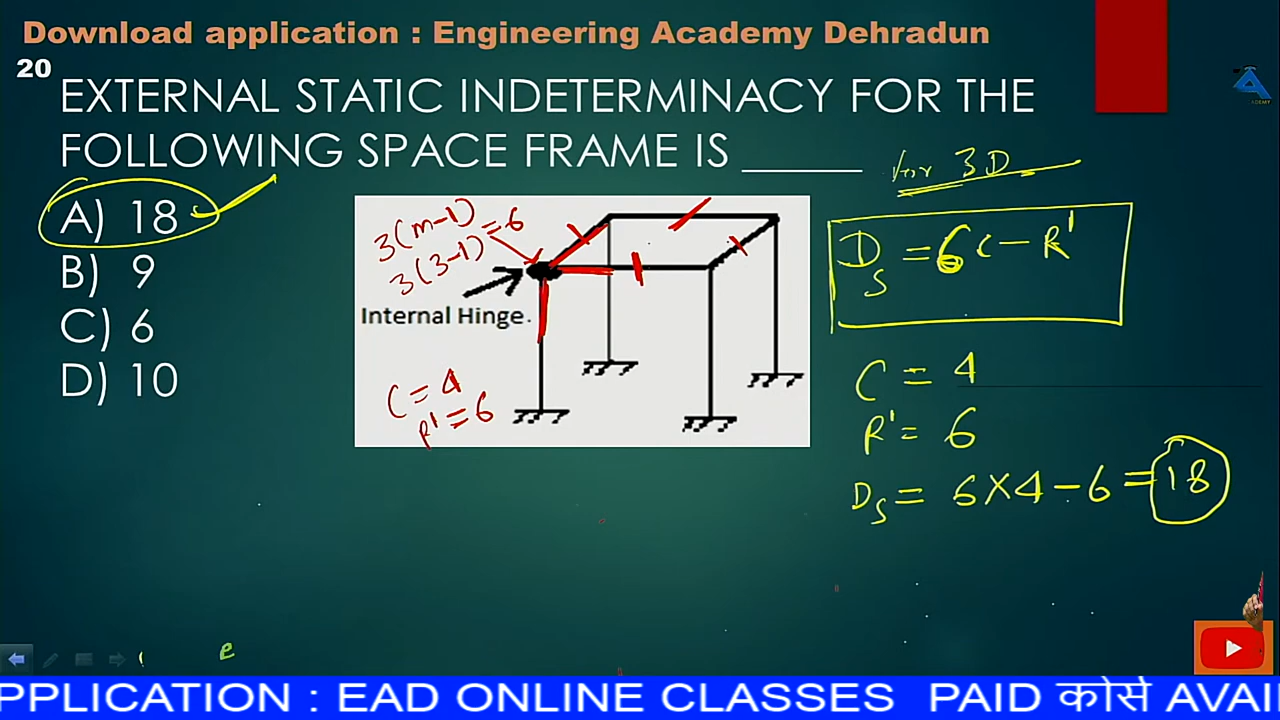 Download application : Engineering Academy Dehradun
20
EXTERNAL STATIC INDETERMINACY FOR THE
FOLLOWING SPACE FRAME IS ______
for 3D
A) 18
B) 9
C) 6
D) 10
3(m-1)
3(3-1) = 6
Internal Hinge.
C = 4
R' = 6
Ds = 6C - R'
C = 4
R' = 6
Ds = 6×4 - 6 = 18
e
PPLICATION : EAD ONLINE CLASSES PAID कोर्स AVAI